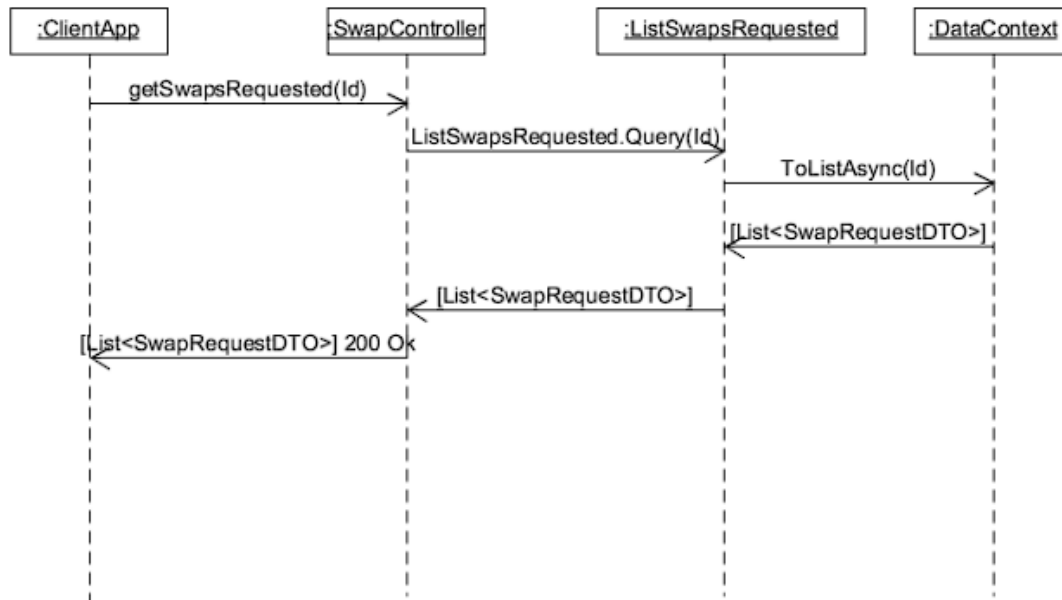 :ClientApp
:SwapController
:ListSwapsRequested
:DataContext
getSwapsRequested(Id)
ListSwapsRequested.Query(Id)
ToListAsync(Id)
[List<SwapRequestDTO>]
[List<SwapRequestDTO>]
[List<SwapRequestDTO>] 200 Ok